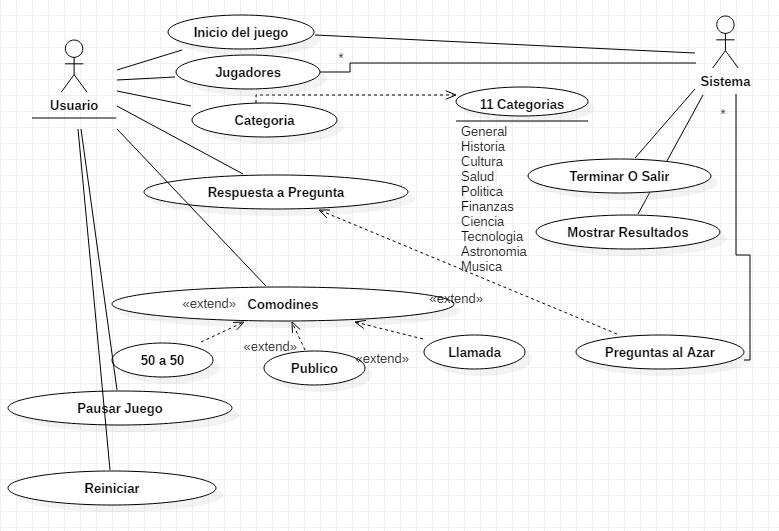 Inicio del juego
*
Jugadores
Sistema
Usuario
11 Categorias
Categoria
*
General
Historia
Cultura
Salud
Politica
Finanzas
Ciencia
Tecnologia
Astronomia
Musica
Terminar O Salir
Respuesta a Pregunta
Mostrar Resultados
«extend»
Comodines
«extend»
«extend»
50 a 50
Publico
«extend»
Llamada
Preguntas al Azar
Pausar Juego
Reiniciar